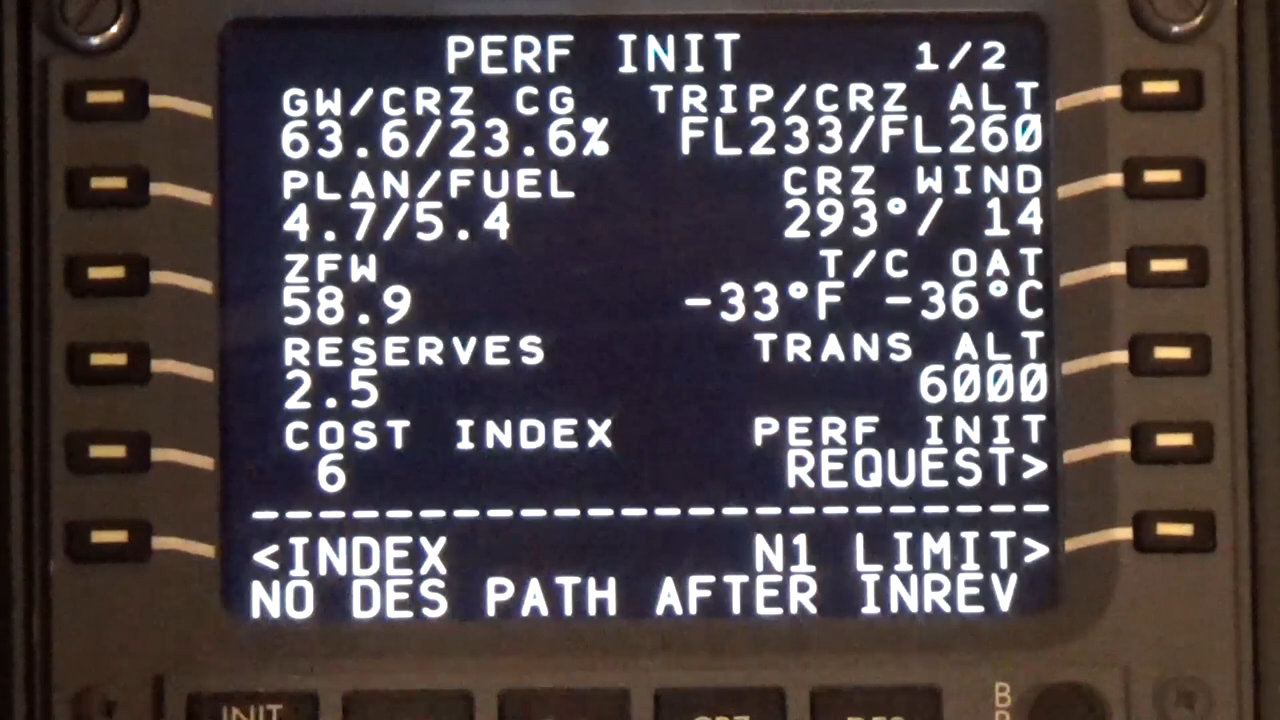 PERF INIT 1/2
GW/CRZ CG TRIP/CRZ ALT
63.6/23.6% FL233/FL260
PLAN/FUEL CRZ WIND
4.7/5.4 293°/ 14
ZFW T/C OAT
58.9 -33°F -36°C
RESERVES TRANS ALT
2.5 6000
COST INDEX PERF INIT
6 REQUEST>
------------------------
<INDEX N1 LIMIT>
NO DES PATH AFTER INREV
INIT